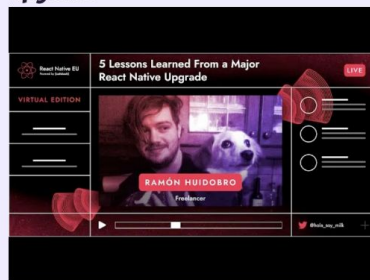 React Native EU
5 Lessons Learned From a Major
React Native Upgrade
LIVE
VIRTUAL EDITION
RAMÓN HUIDOBRO
Freelancer
@hola_soy_milk